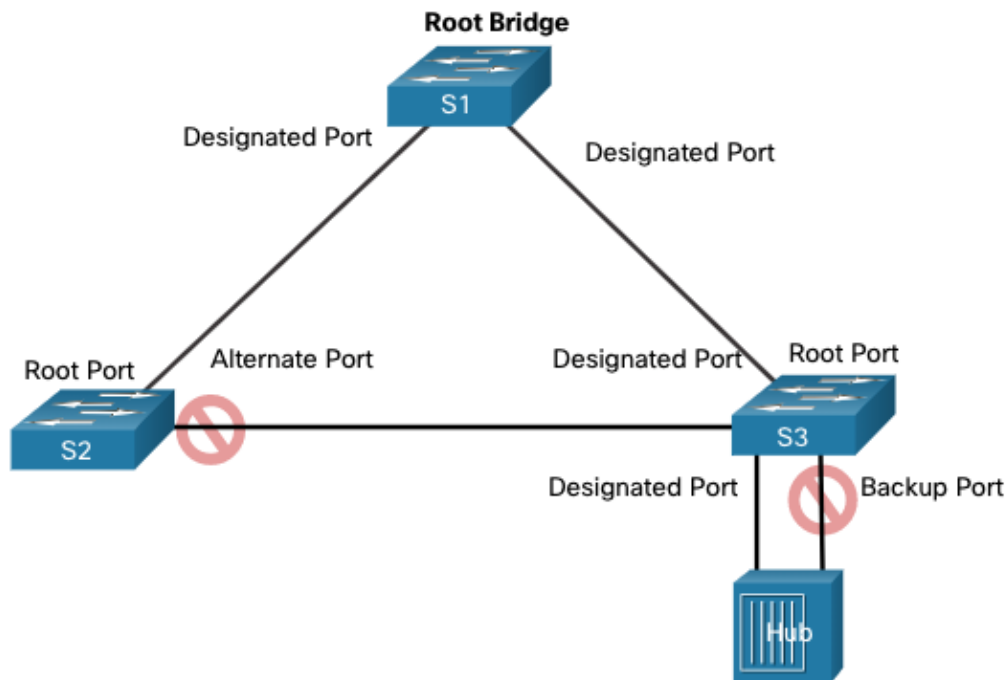 Root Bridge
S1
Designated Port
Designated Port
Root Port
Alternate Port
Designated Port
Root Port
S2
S3
Designated Port
Backup Port
Hub